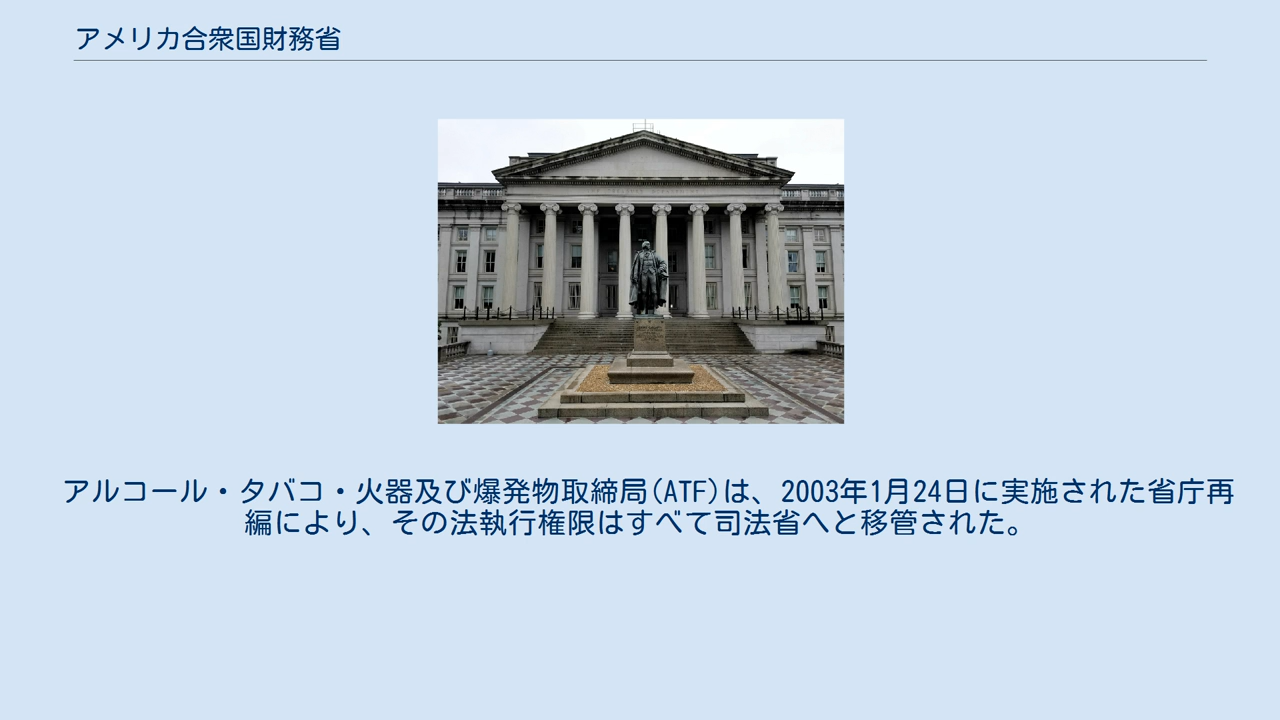 アメリカ合衆国財務省
アルコール・タバコ・火器及び爆発物取締局(ATF)は、2003年1月24日に実施された省庁再
編により、その法執行権限はすべて司法省へと移管された。